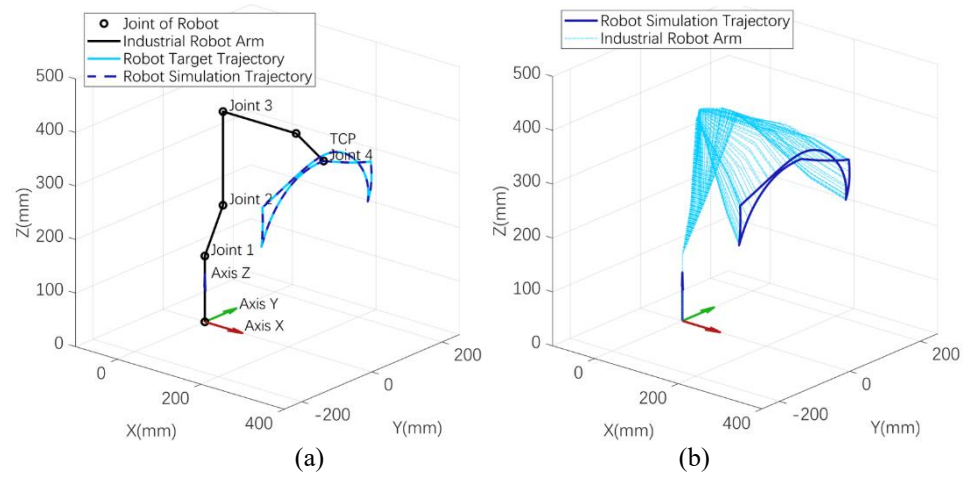 Joint of Robot
Industrial Robot Arm
Robot Target Trajectory
Robot Simulation Trajectory
500
400
300
200
100
0
Z(mm)
Joint 3
TCP
Joint 4
Joint 2
Joint 1
Axis Z
Axis Y
Axis X
0
200
400
X(mm)
-200
0
200
Y(mm)
(a)
Robot Simulation Trajectory
Industrial Robot Arm
500
400
300
200
100
0
Z(mm)
0
200
400
X(mm)
-200
0
200
Y(mm)
(b)